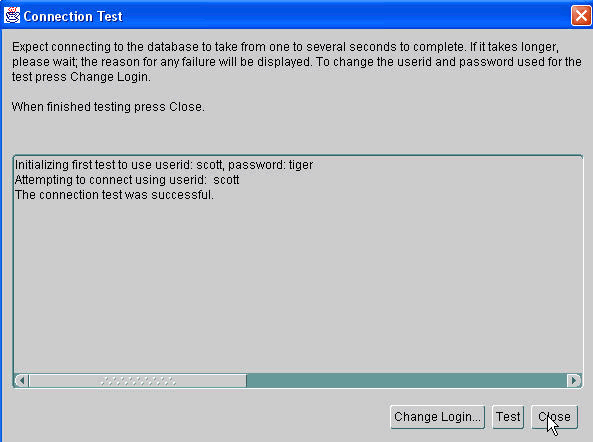 Connection Test
Expect connecting to the database to take from one to several seconds to complete. If it takes longer,
please wait; the reason for any failure will be displayed. To change the userid and password used for the
test press Change Login.
When finished testing press Close.
Initializing first test to use userid: scott, password: tiger
Attempting to connect using userid:  scott
The connection test was successful.
Change Login... Test Close